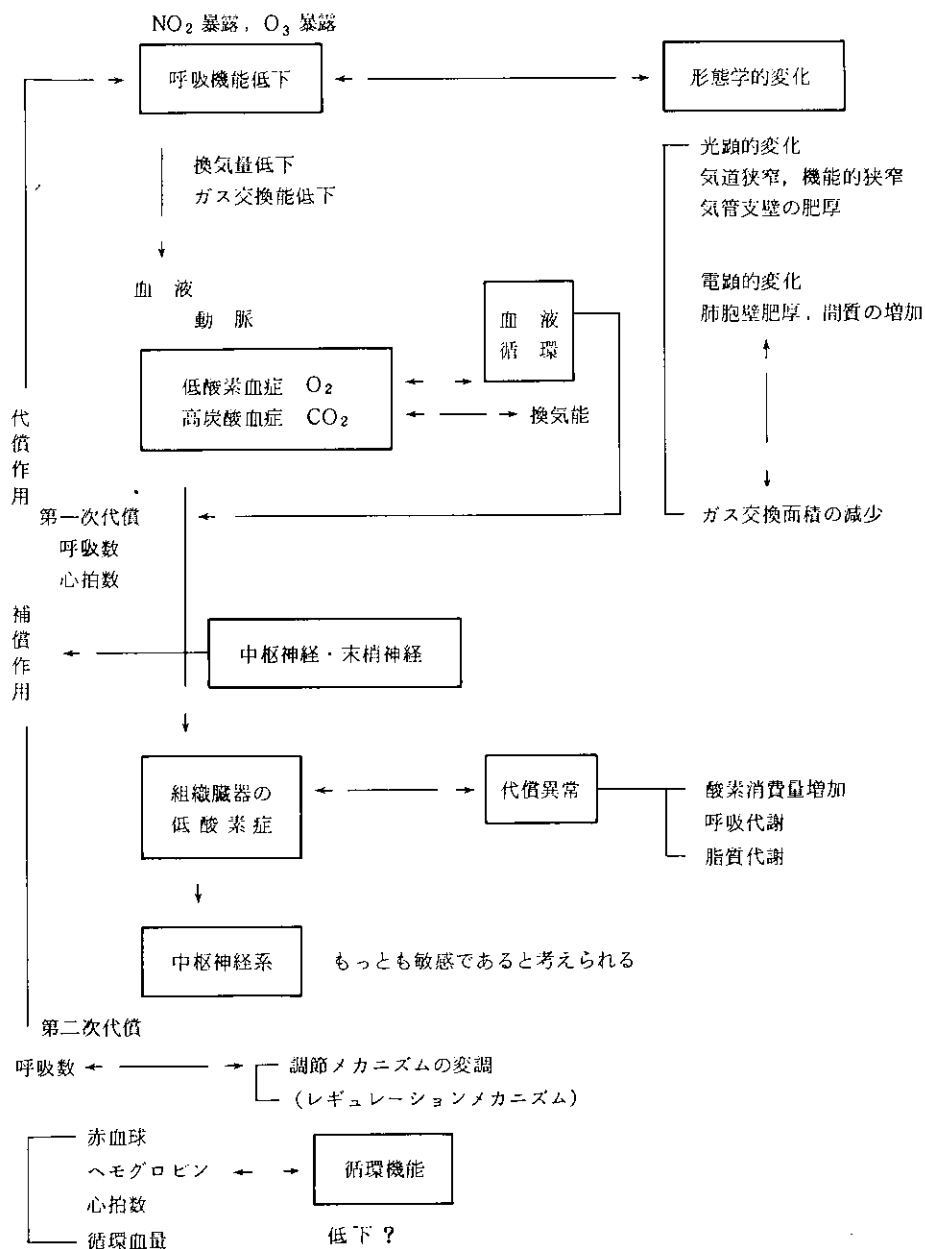 NO₂ 暴露，O₃ 暴露
呼吸機能低下
形態学的変化
換気量低下
ガス交換能低下
光顕的変化
気道狭窄，機能的狭窄
気管支壁の肥厚
電顕的変化
肺胞壁肥厚，間質の増加
ガス交換面積の減少
血液
動脈
血液
循環
低酸素血症 O₂
高炭酸血症 CO₂
換気能
代償作用
第一次代償
呼吸数
心拍数
補償作用
中枢神経・末梢神経
組織臓器の
低酸素症
代償異常
酸素消費量増加
呼吸代謝
脂質代謝
中枢神経系
もっとも敏感であると考えられる
第二次代償
呼吸数
調節メカニズムの変調
(レギュレーションメカニズム)
赤血球
ヘモグロビン
心拍数
循環血量
循環機能
低下？